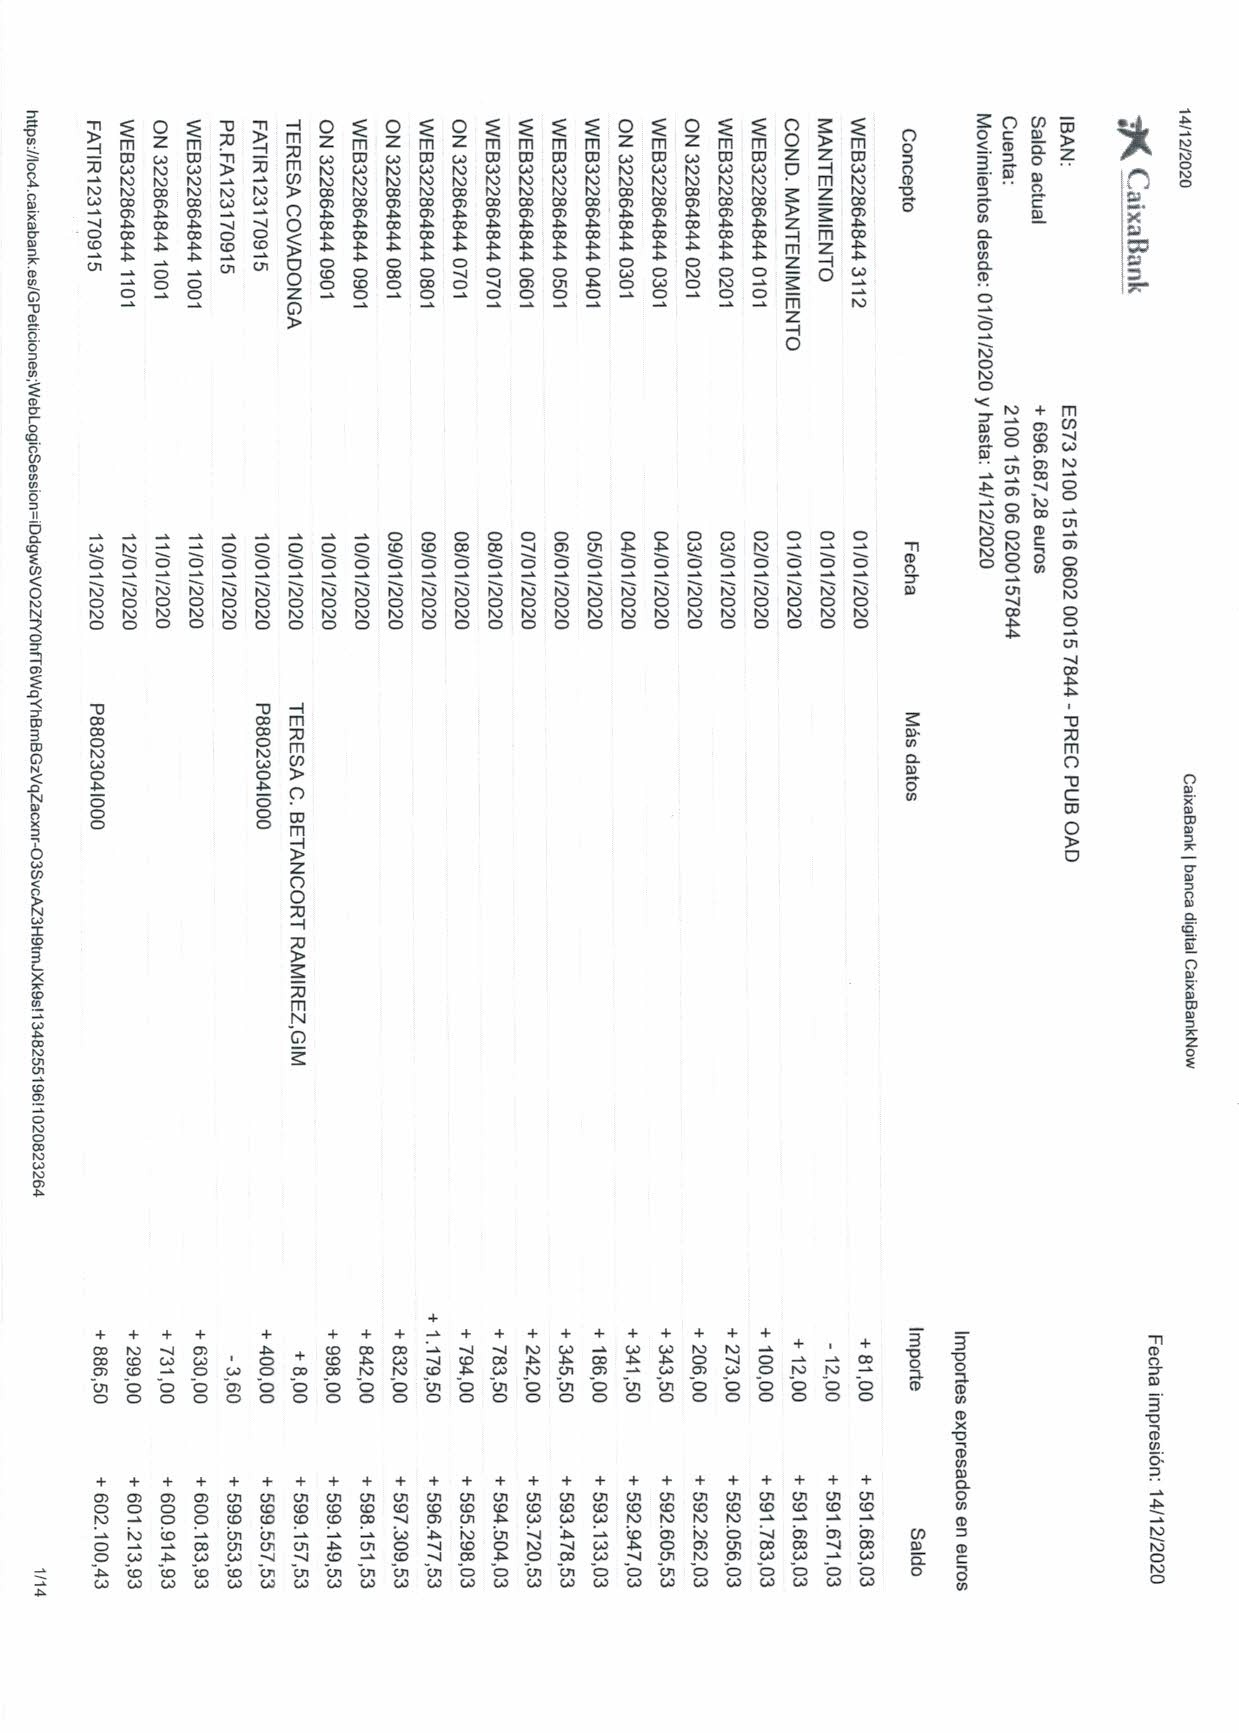 14/12/2020 CaixaBank | banca digital CaixaBankNow
CaixaBank Fecha impresión: 14/12/2020
IBAN: ES73 2100 1516 0602 0015 7844 - PREC PUB OAD
Saldo actual + 696.687,28 euros
Cuenta: 2100 1516 06 0200157844
Movimientos desde: 01/01/2020 y hasta: 14/12/2020
Importes expresados en euros
Concepto Fecha Más datos Importe Saldo
WEB322864844 3112 01/01/2020 + 81,00 + 591.683,03
MANTENIMIENTO 01/01/2020 - 12,00 + 591.671,03
COND. MANTENIMIENTO 01/01/2020 + 12,00 + 591.683,03
WEB322864844 0101 02/01/2020 + 100,00 + 591.783,03
WEB322864844 0201 03/01/2020 + 273,00 + 592.056,03
ON 322864844 0201 03/01/2020 + 206,00 + 592.262,03
WEB322864844 0301 04/01/2020 + 343,50 + 592.605,53
ON 322864844 0301 04/01/2020 + 341,50 + 592.947,03
WEB322864844 0401 05/01/2020 + 186,00 + 593.133,03
WEB322864844 0501 06/01/2020 + 345,50 + 593.478,53
WEB322864844 0601 07/01/2020 + 242,00 + 593.720,53
WEB322864844 0701 08/01/2020 + 783,50 + 594.504,03
ON 322864844 0701 08/01/2020 + 794,00 + 595.298,03
WEB322864844 0801 09/01/2020 + 1.179,50 + 596.477,53
ON 322864844 0801 09/01/2020 + 832,00 + 597.309,53
WEB322864844 0901 10/01/2020 + 842,00 + 598.151,53
ON 322864844 0901 10/01/2020 + 998,00 + 599.149,53
TERESA COVADONGA 10/01/2020 TERESA C. BETANCORT RAMIREZ,GIM + 8,00 + 599.157,53
FATIR123170915 10/01/2020 P8802304I000 + 400,00 + 599.557,53
PR.FA123170915 10/01/2020 - 3,60 + 599.553,93
WEB322864844 1001 11/01/2020 + 630,00 + 600.183,93
ON 322864844 1001 11/01/2020 + 731,00 + 600.914,93
WEB322864844 1101 12/01/2020 + 299,00 + 601.213,93
FATIR123170915 13/01/2020 P8802304I000 + 886,50 + 602.100,43
https://loc4.caixabank.es/GPeticiones;WebLogicSession=iDdgwSVO2ZfY0hfT6WqYhBmBGzVqZacxnr-O3SvcAZ3H9tmJXk9s!1348255196!1020823264 1/14